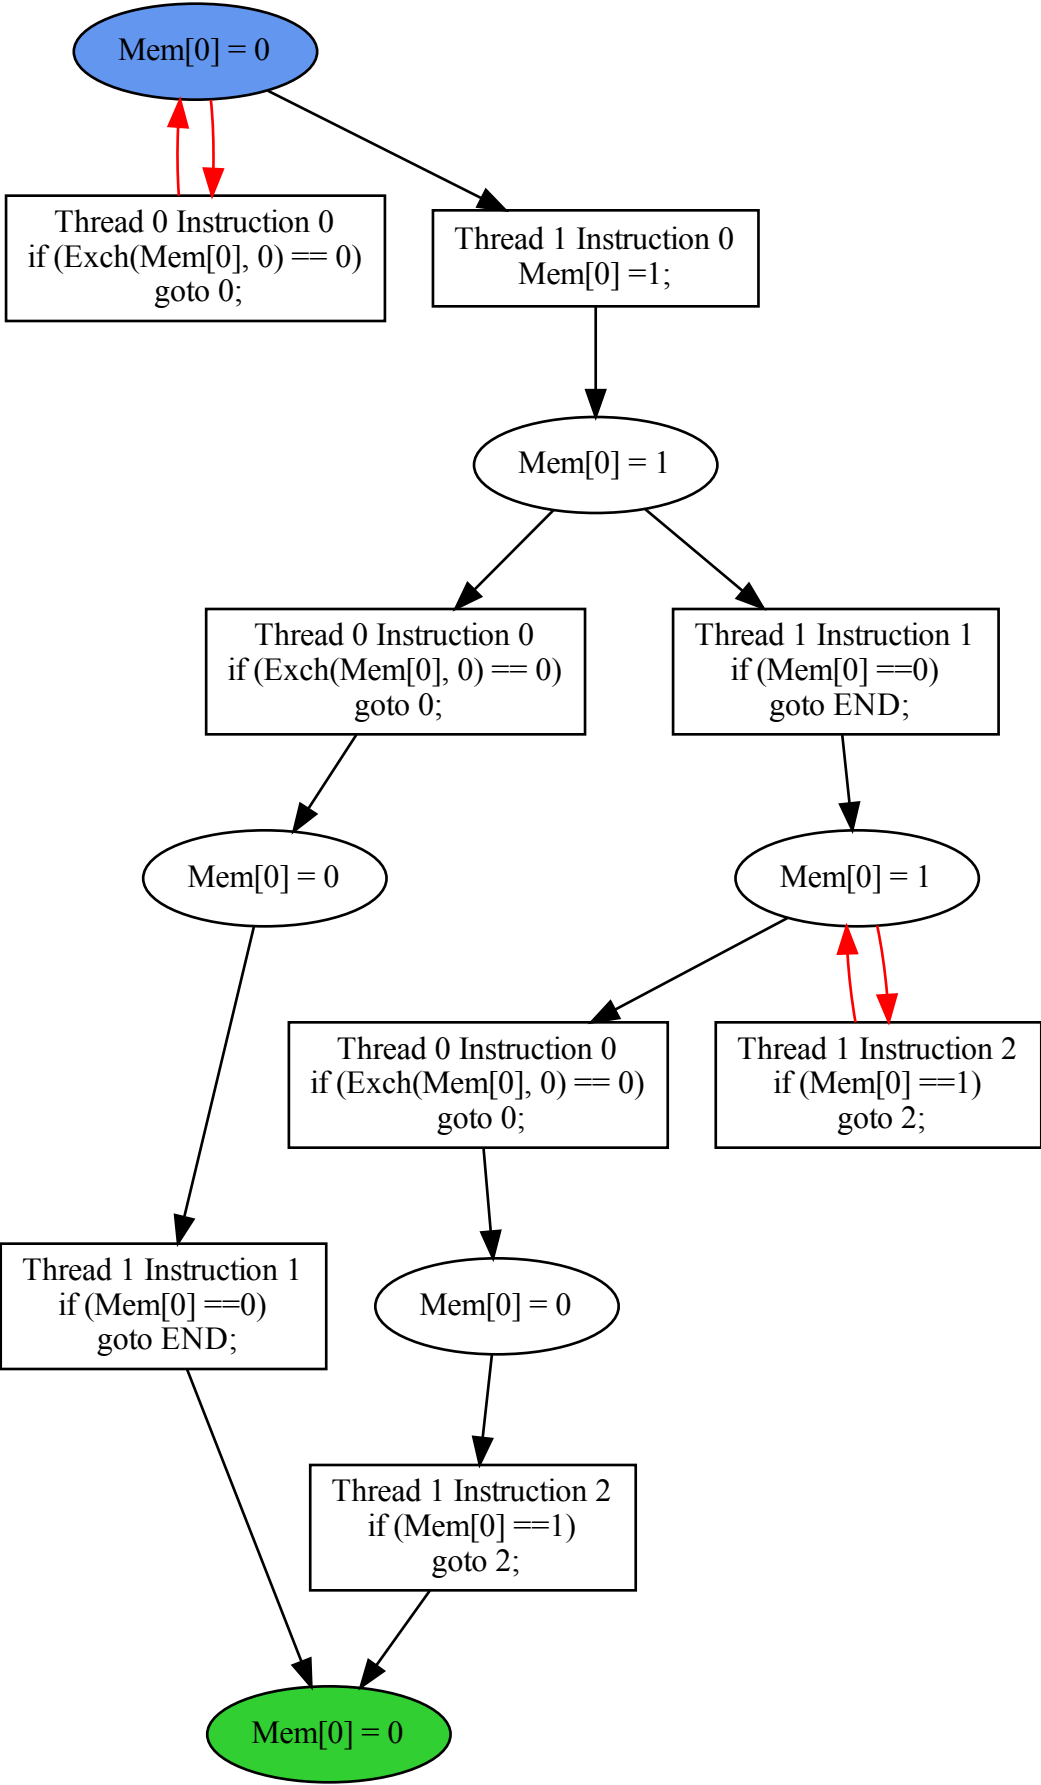 Mem[0] = 0
Thread 0 Instruction 0
if (Exch(Mem[0], 0) == 0)
goto 0;
Thread 1 Instruction 0
Mem[0] =1;
Mem[0] = 1
Thread 0 Instruction 0
if (Exch(Mem[0], 0) == 0)
goto 0;
Thread 1 Instruction 1
if (Mem[0] ==0)
goto END;
Mem[0] = 0
Mem[0] = 1
Thread 0 Instruction 0
if (Exch(Mem[0], 0) == 0)
goto 0;
Thread 1 Instruction 2
if (Mem[0] ==1)
goto 2;
Thread 1 Instruction 1
if (Mem[0] ==0)
goto END;
Mem[0] = 0
Thread 1 Instruction 2
if (Mem[0] ==1)
goto 2;
Mem[0] = 0